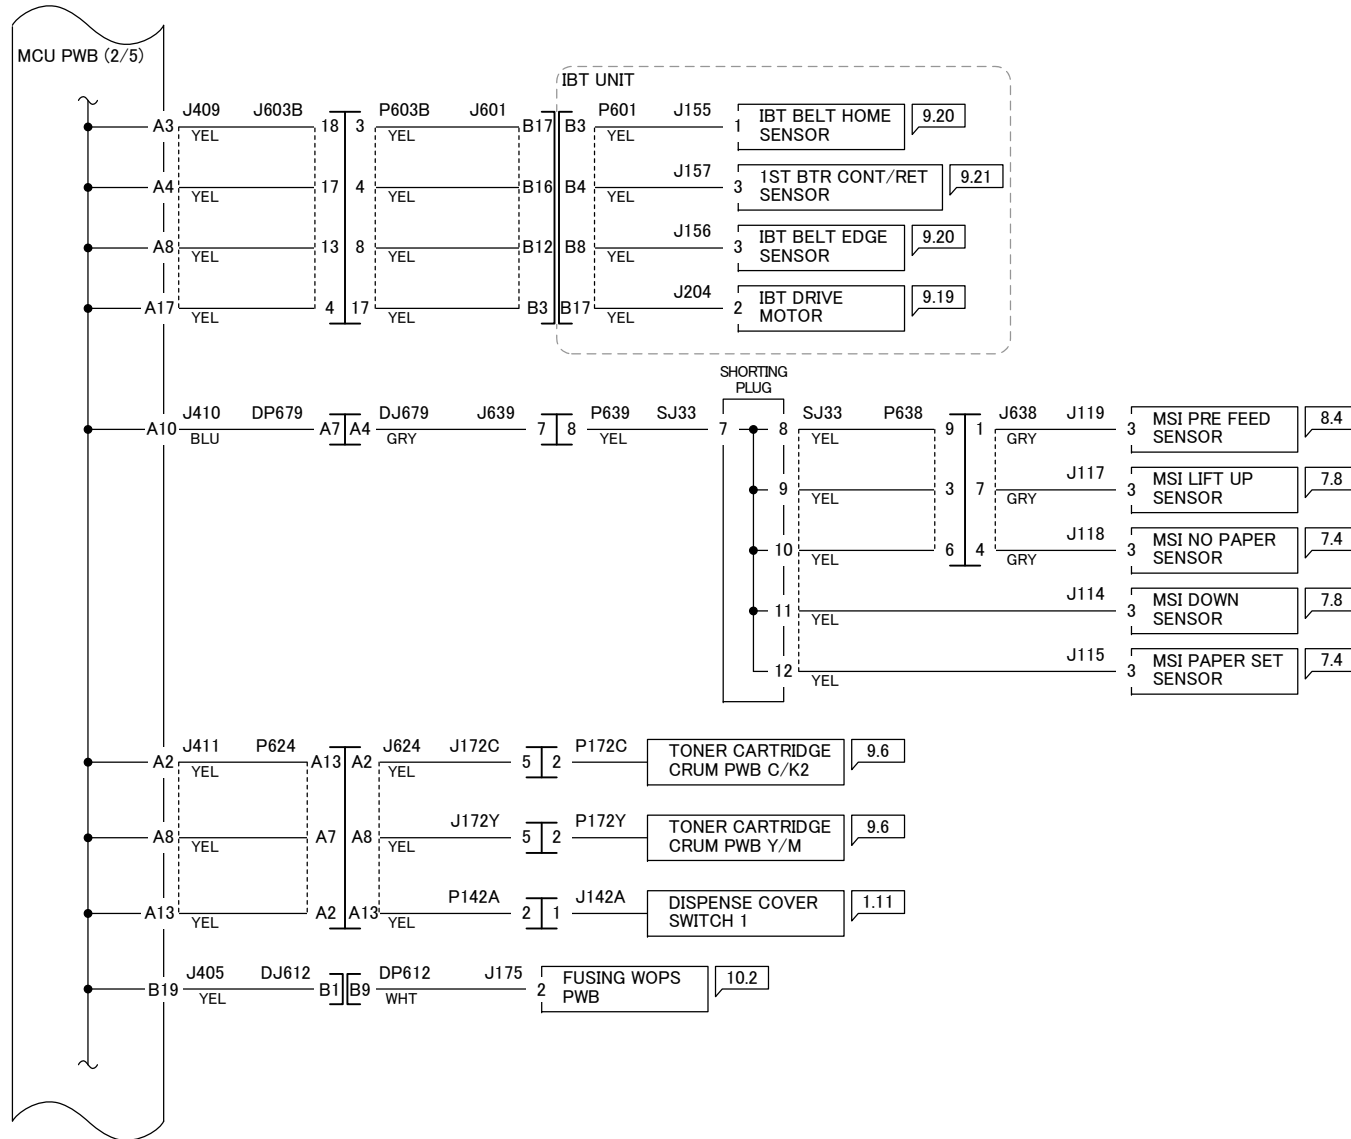 MCU PWB (2/5)
IBT UNIT
J409 J603B P603B J601 P601 J155
A3 YEL 18 3 YEL B17 B3 YEL 1 IBT BELT HOME SENSOR 9.20
J157
A4 YEL 17 4 YEL B16 B4 YEL 3 1ST BTR CONT/RET SENSOR 9.21
J156
A8 YEL 13 8 YEL B12 B8 YEL 3 IBT BELT EDGE SENSOR 9.20
J204
A17 YEL 4 17 YEL B3 B17 YEL 2 IBT DRIVE MOTOR 9.19
SHORTING
PLUG
J410 DP679 DJ679 J639 P639 SJ33 SJ33 P638 J638 J119
A10 BLU A7 A4 GRY 7 8 YEL 7 8 YEL 9 1 GRY 3 MSI PRE FEED SENSOR 8.4
J117
9 YEL 3 7 GRY 3 MSI LIFT UP SENSOR 7.8
J118
10 YEL 6 4 GRY 3 MSI NO PAPER SENSOR 7.4
J114
11 YEL 3 MSI DOWN SENSOR 7.8
J115
12 YEL 3 MSI PAPER SET SENSOR 7.4
J411 P624 J624 J172C P172C
A2 YEL A13 A2 YEL 5 2 TONER CARTRIDGE CRUM PWB C/K2 9.6
J172Y P172Y
A8 YEL A7 A8 YEL 5 2 TONER CARTRIDGE CRUM PWB Y/M 9.6
P142A J142A
A13 YEL A2 A13 YEL 2 1 DISPENSE COVER SWITCH 1 1.11
J405 DJ612 DP612 J175
B19 YEL B1 B9 WHT 2 FUSING WOPS PWB 10.2